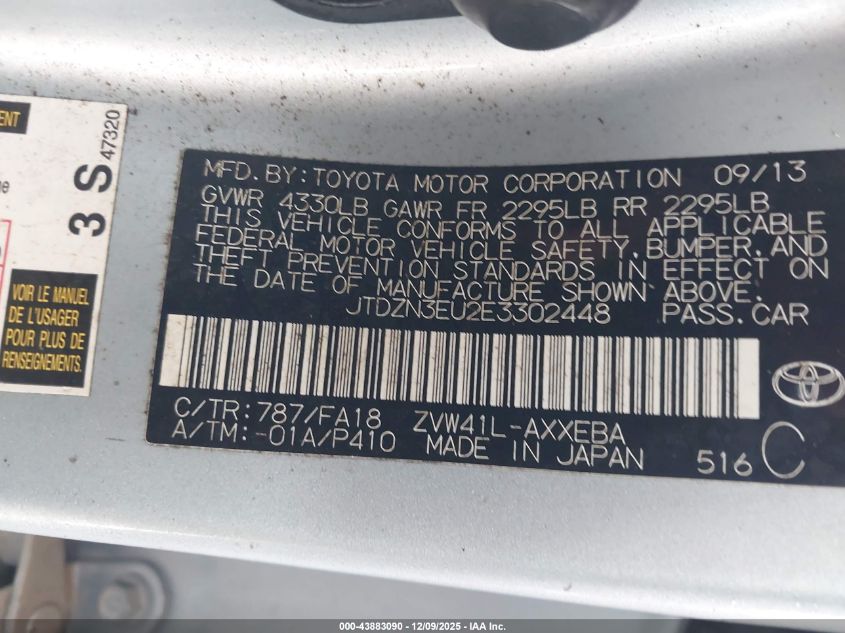 ENT
ge
3 S 47320
VOIR LE MANUEL
DE L'USAGER
POUR PLUS DE
RENSEIGNEMENTS.
MFD. BY: TOYOTA MOTOR CORPORATION 09/13
GVWR 4330LB GAWR FR 2295LB RR 2295LB
THIS VEHICLE CONFORMS TO ALL APPLICABLE
FEDERAL MOTOR VEHICLE SAFETY, BUMPER, AND
THEFT PREVENTION STANDARDS IN EFFECT ON
THE DATE OF MANUFACTURE SHOWN ABOVE.
JTDZN3EU2E3302448 PASS.CAR
C/TR: 787/FA18 ZVW41L-AXXEBA
A/TM: -01A/P410 MADE IN JAPAN 516 C
000-43883090 - 12/09/2025 - IAA Inc.